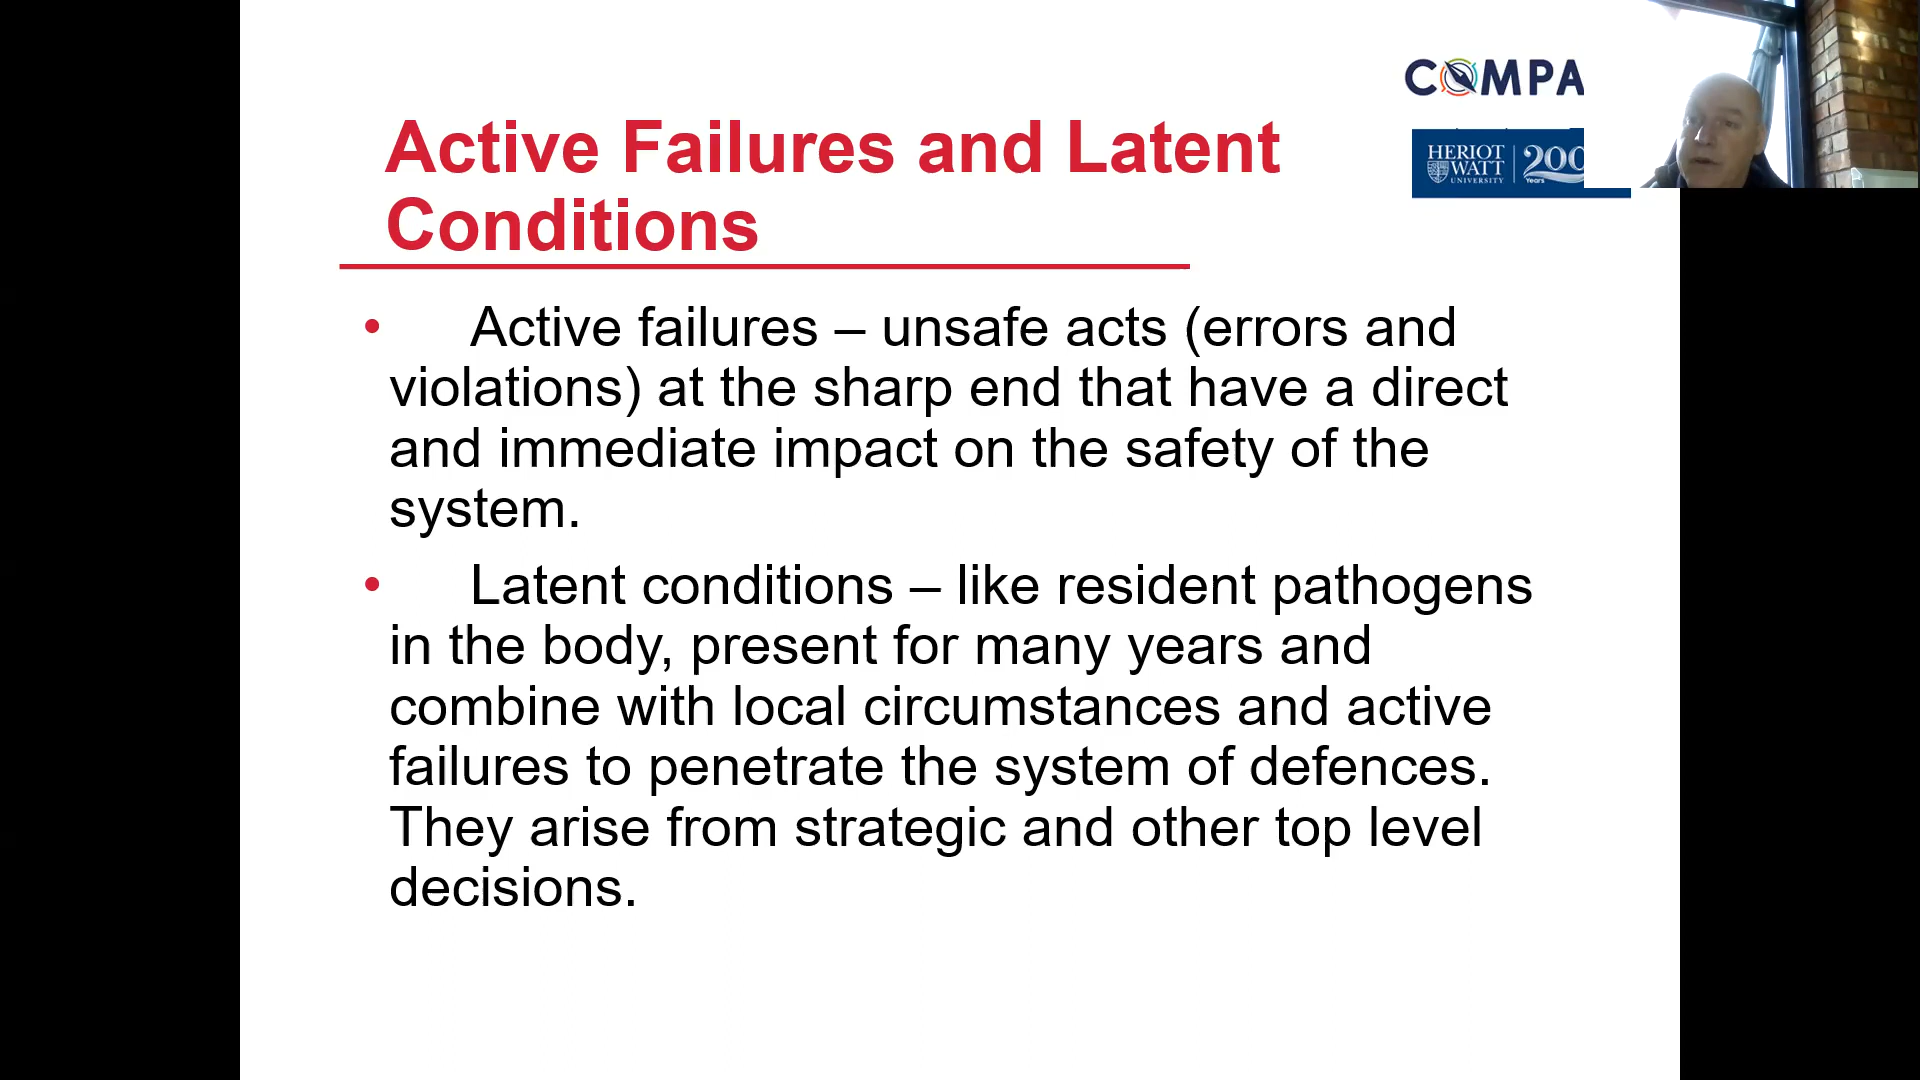 COMPA
Active Failures and Latent
Conditions
HERIOT
WATT
UNIVERSITY
200
Years
• Active failures – unsafe acts (errors and
violations) at the sharp end that have a direct
and immediate impact on the safety of the
system.
• Latent conditions – like resident pathogens
in the body, present for many years and
combine with local circumstances and active
failures to penetrate the system of defences.
They arise from strategic and other top level
decisions.